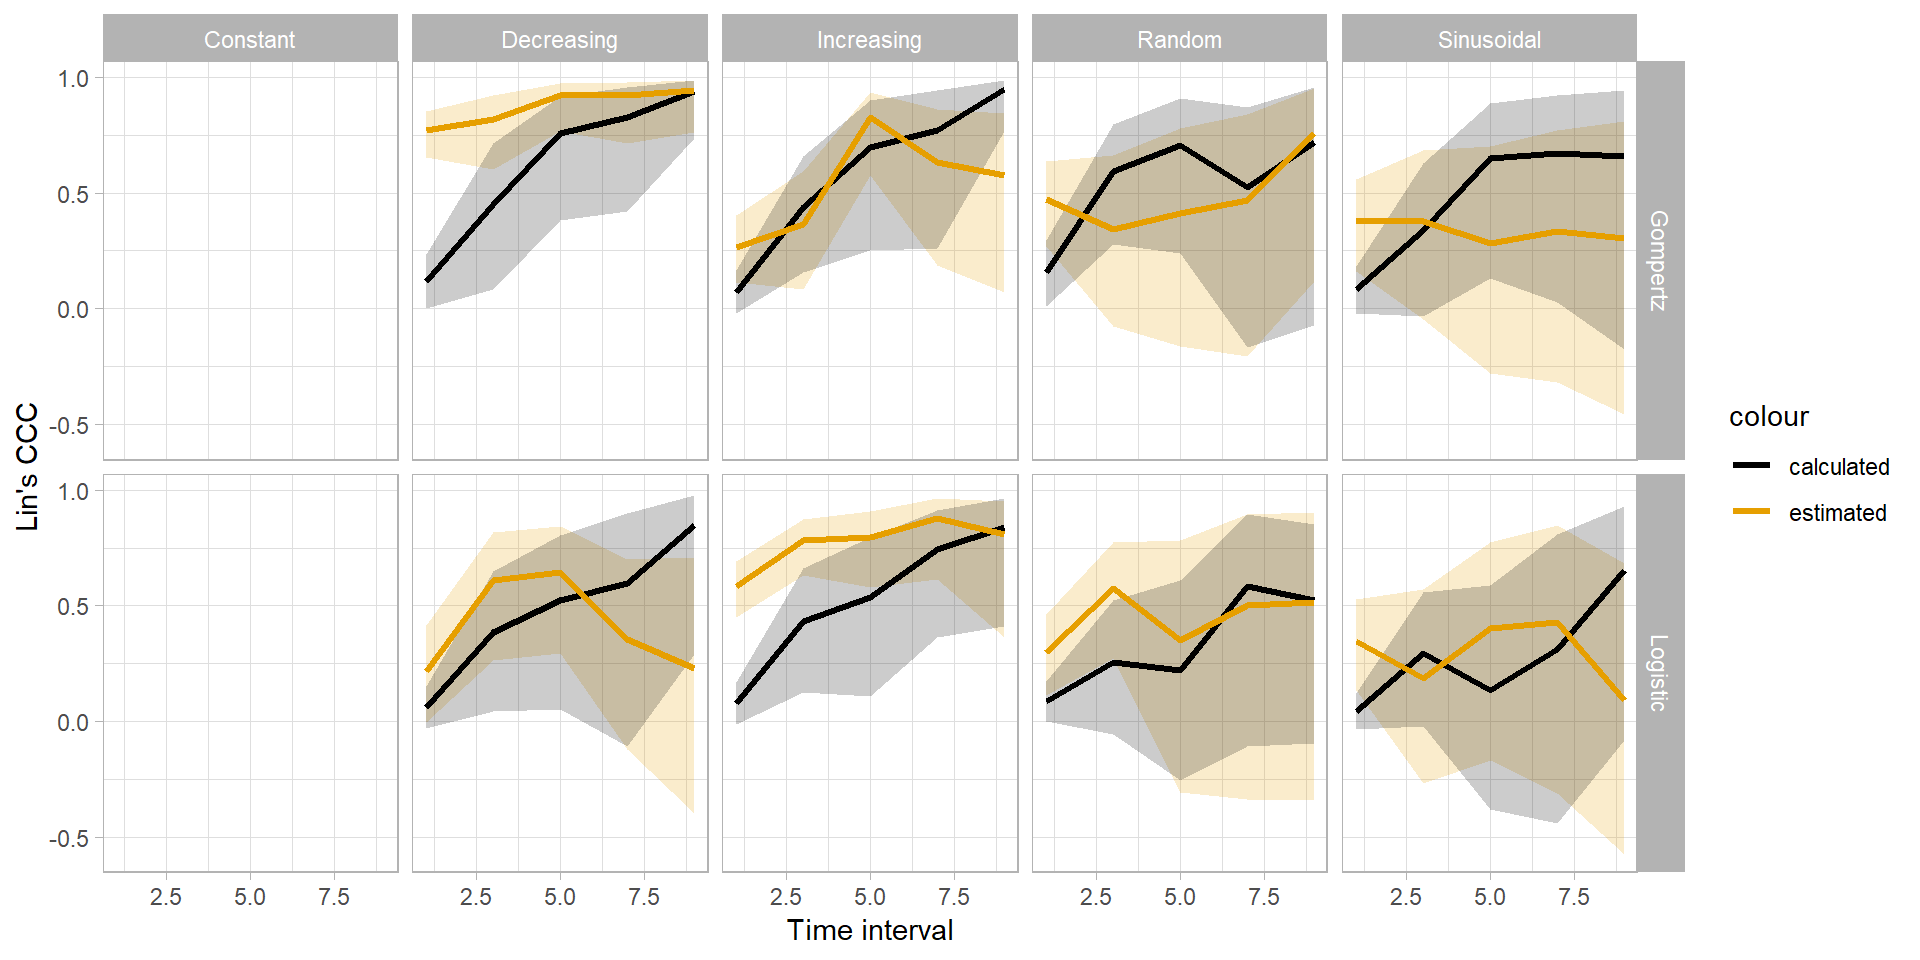 Constant Decreasing Increasing Random Sinusoidal
1.0
0.5
0.0
-0.5
Gompertz
1.0
0.5
0.0
-0.5
Logistic
Lin's CCC
2.5 5.0 7.5 2.5 5.0 7.5 2.5 5.0 7.5 2.5 5.0 7.5 2.5 5.0 7.5
Time interval
colour
calculated
estimated